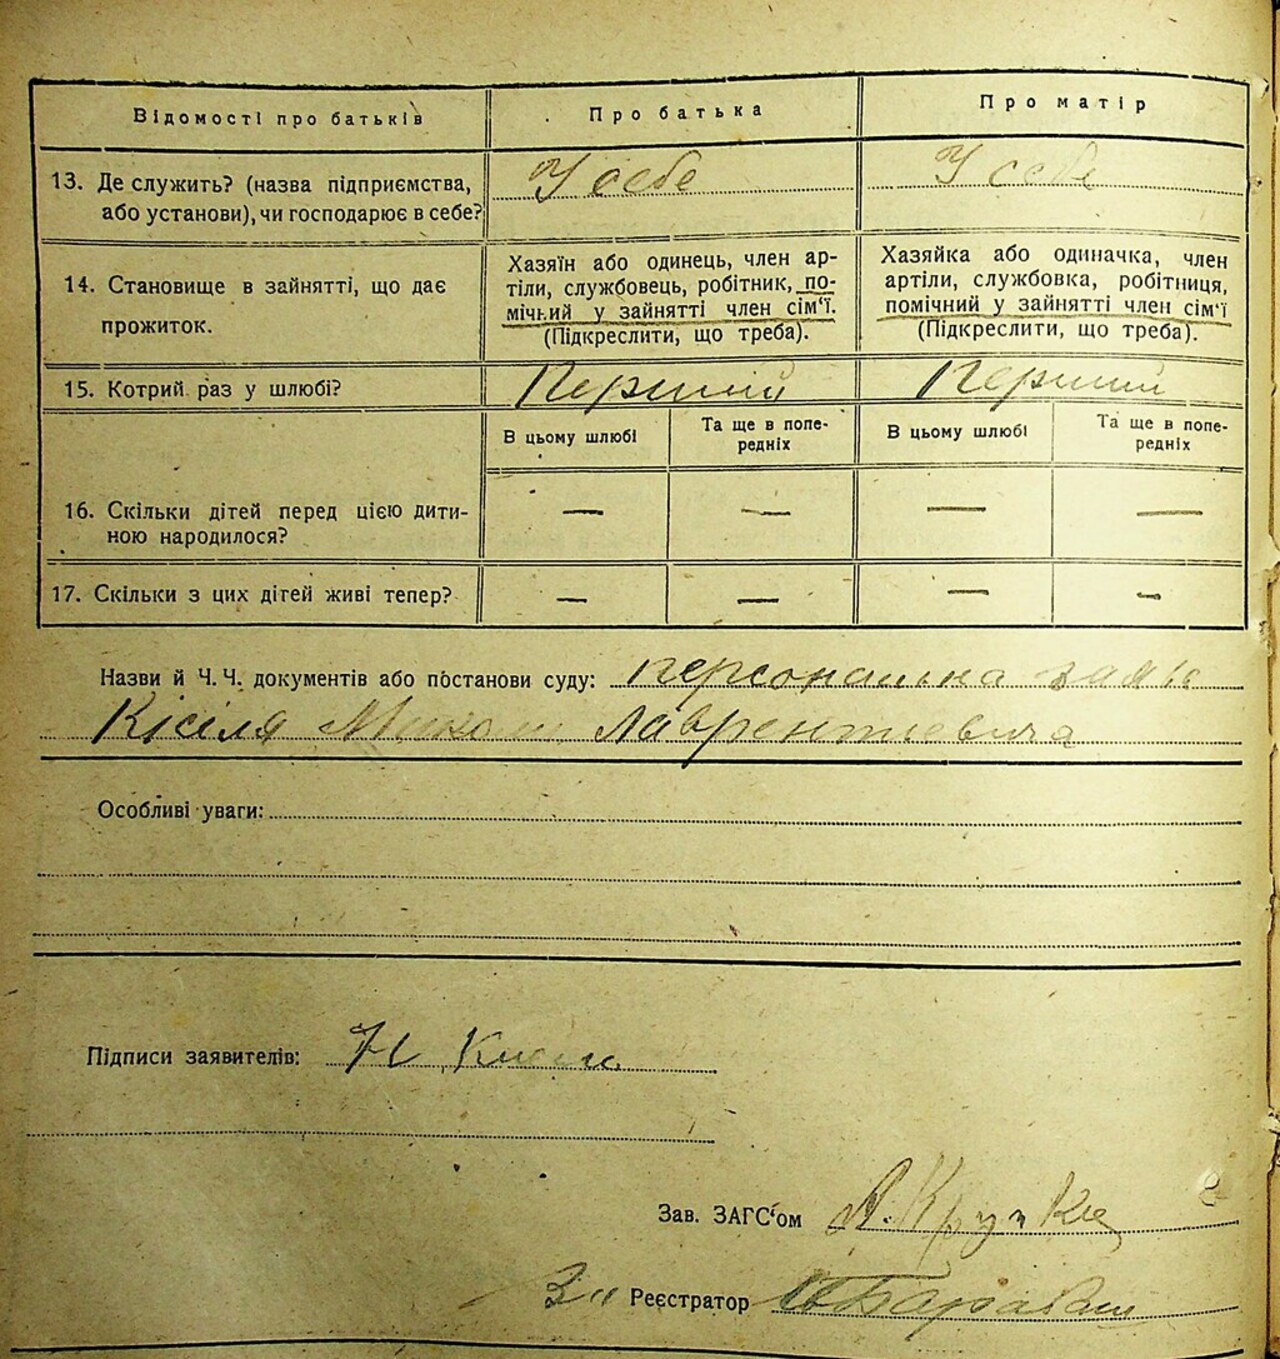 Відомості про батьків
Про батька
Про матір
13. Де служить? (назва підприємства,
або установи), чи господарює в себе?
У себе
У себе
14. Становище в зайнятті, що дає
прожиток.
Хазяїн або одинець, член ар-
тіли, службовець, робітник, по-
мічний у зайнятті член сім'ї.
(Підкреслити, що треба).
Хазяйка або одиначка, член
артіли, службовка, робітниця,
помічний у зайнятті член сім'ї
(Підкреслити, що треба).
15. Котрий раз у шлюбі?
Перший
Перший
В цьому шлюбі
Та ще в попе-
редніх
В цьому шлюбі
Та ще в попе-
редніх
16. Скільки дітей перед цією дити-
ною народилося?
—
—
—
—
17. Скільки з цих дітей живі тепер?
—
—
—
—
Назви й Ч. Ч. документів або постанови суду: персональна
Кісіля Лаврентиевича
Особливі уваги:
Підписи заявителів:
Зав. ЗАГС'ом
Реєстратор